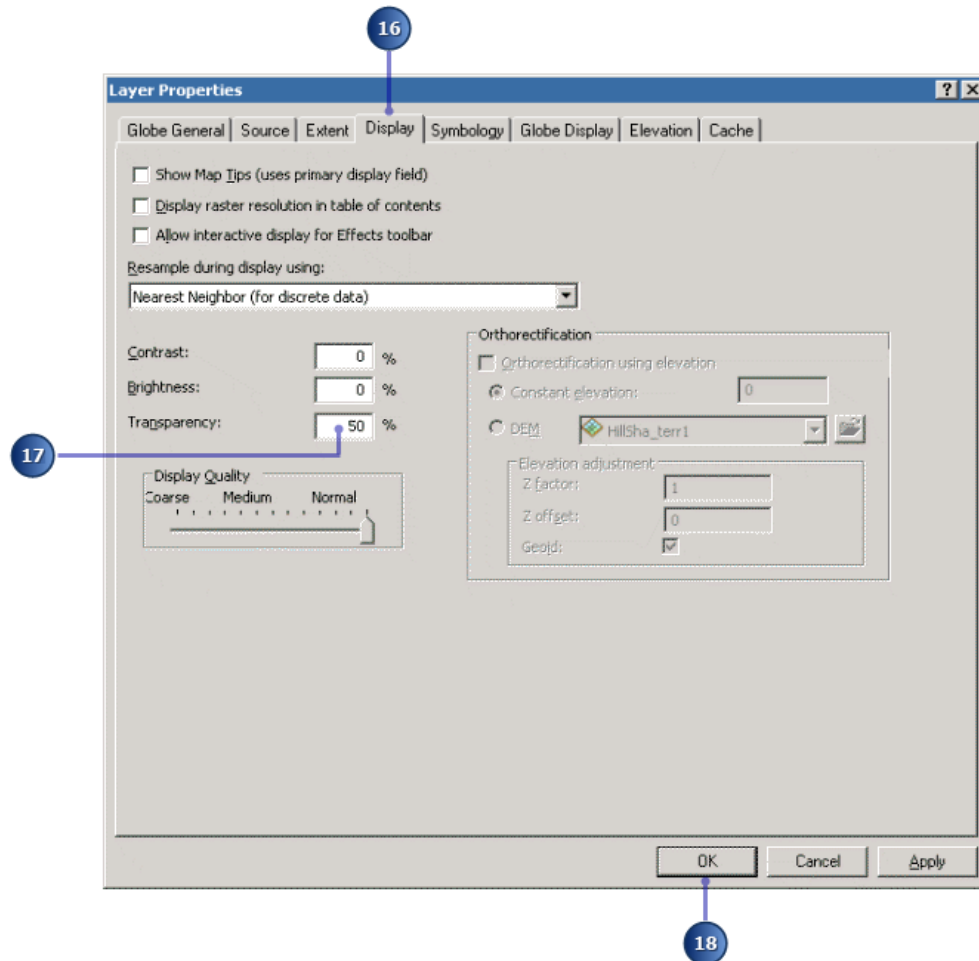 16
Layer Properties
Globe General Source Extent Display Symbology Globe Display Elevation Cache
Show Map Tips (uses primary display field)
Display raster resolution in table of contents
Allow interactive display for Effects toolbar
Resample during display using:
Nearest Neighbor (for discrete data)
Contrast: 0 %
Brightness: 0 %
Transparency: 50 %
17
Display Quality
Coarse Medium Normal
Orthorectification
Orthorectification using elevation
Constant elevation: 0
DEM HillSha_terr1
Elevation adjustment
Z factor: 1
Z offset: 0
Geoid:
OK Cancel Apply
18